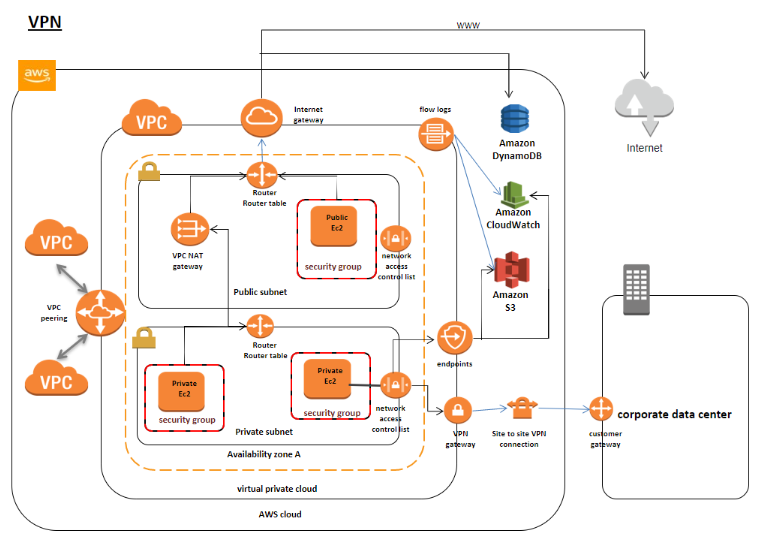 VPN
WWW
aws
VPC
Internet
gateway
flow logs
Amazon
DynamoDB
Internet
Router
Router table
Public
Ec2
security group
VPC NAT
gateway
network
access
control list
Public subnet
Amazon
CloudWatch
Amazon
S3
VPC
VPC
peering
VPC
Router
Router table
Private
Ec2
security group
Private
Ec2
security group
network
access
control list
Private subnet
Availability zone A
virtual private cloud
AWS cloud
endpoints
VPN
gateway
Site to site VPN
connection
customer
gateway
corporate data center